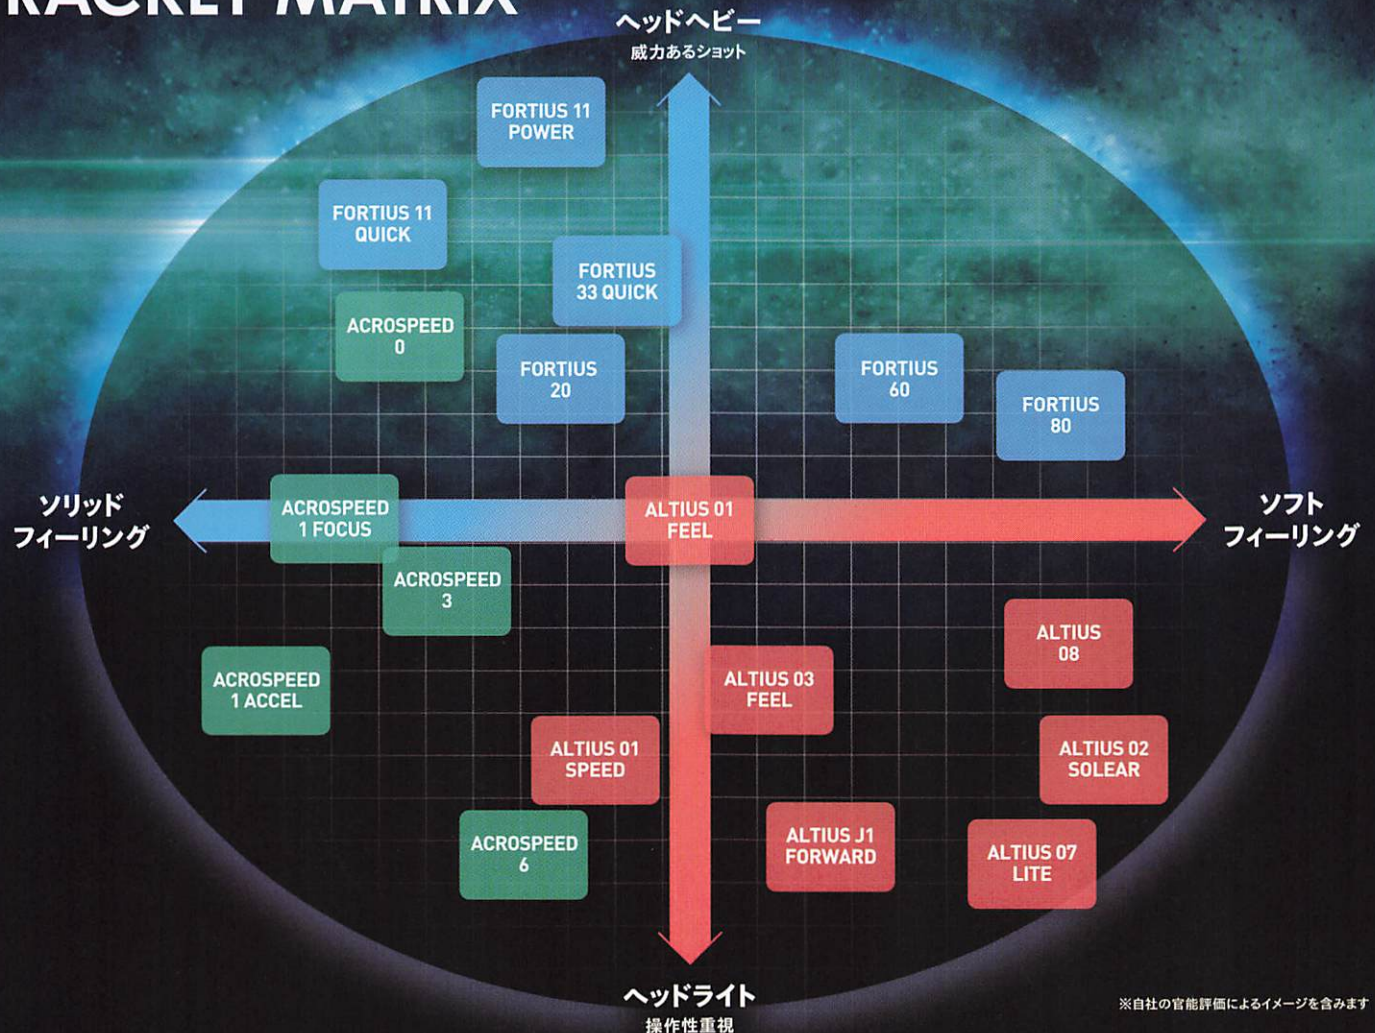 RACKET MATRIX
ヘッドヘビー
威力あるショット
FORTIUS 11
POWER
FORTIUS 11
QUICK
FORTIUS
33 QUICK
ACROSPEED
0
FORTIUS
20
FORTIUS
60
FORTIUS
80
ソリッド
フィーリング
ACROSPEED
1 FOCUS
ALTIUS 01
FEEL
ソフト
フィーリング
ACROSPEED
3
ALTIUS
08
ACROSPEED
1 ACCEL
ALTIUS 03
FEEL
ALTIUS 01
SPEED
ALTIUS 02
SOLEAR
ACROSPEED
6
ALTIUS J1
FORWARD
ALTIUS 07
LITE
ヘッドライト
操作性重視
※自社の官能評価によるイメージを含みます